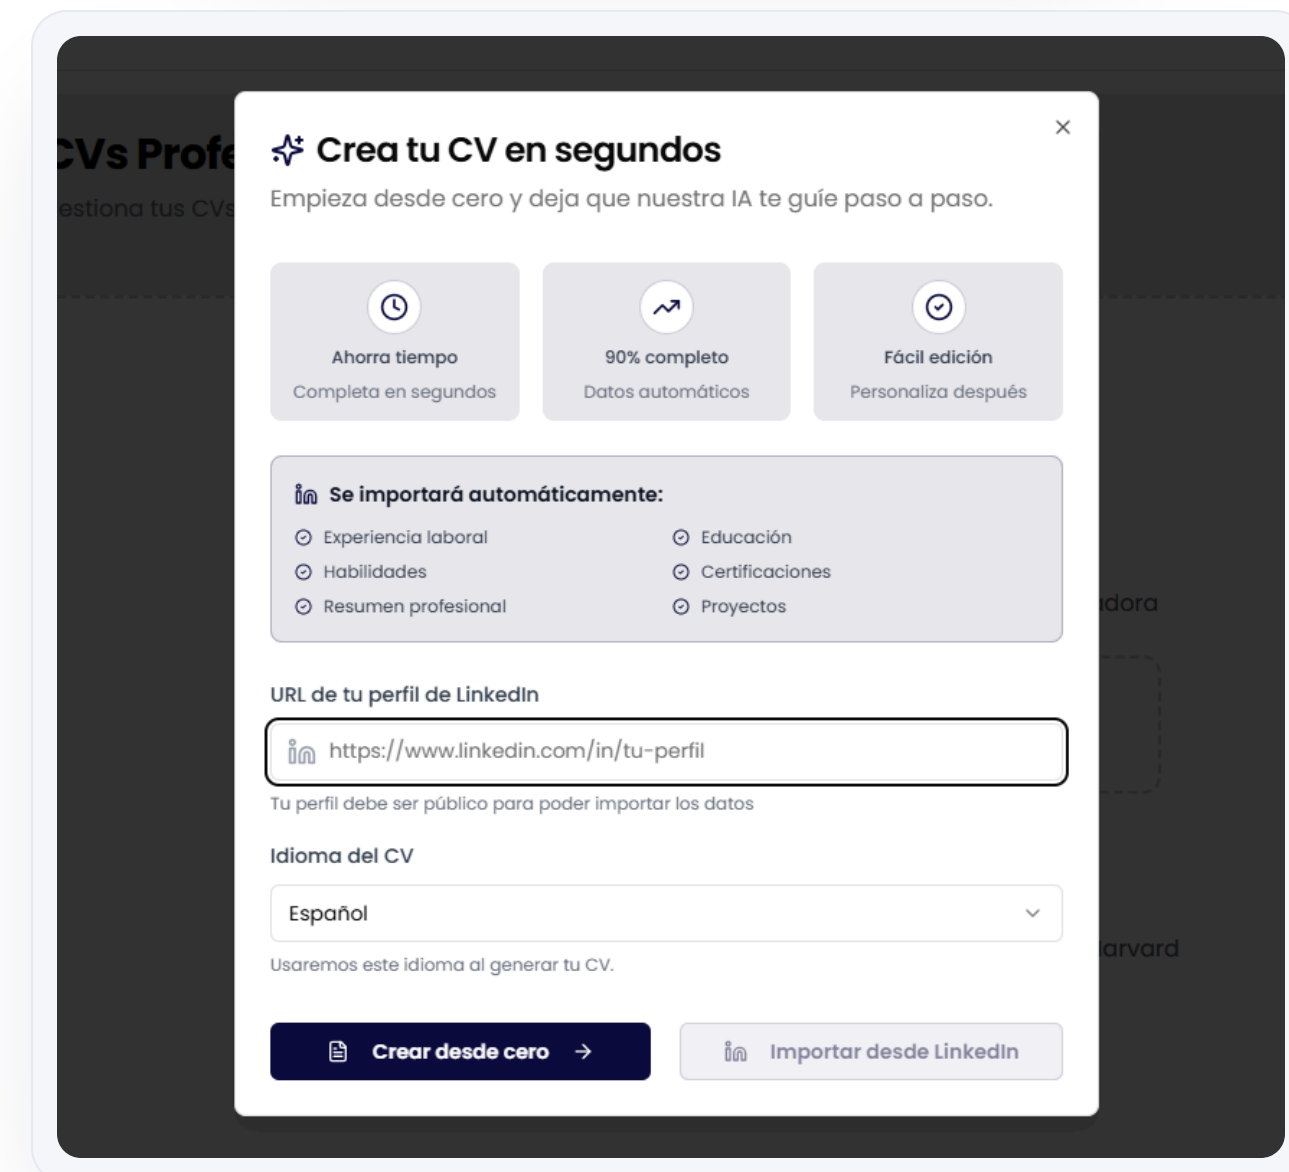 CVs Profe
estiona tus CVs
Crea tu CV en segundos
Empieza desde cero y deja que nuestra IA te guíe paso a paso.
Ahorra tiempo
Completa en segundos
90% completo
Datos automáticos
Fácil edición
Personaliza después
Se importará automáticamente:
Experiencia laboral
Educación
Habilidades
Certificaciones
Resumen profesional
Proyectos
adora
URL de tu perfil de LinkedIn
https://www.linkedin.com/in/tu-perfil
Tu perfil debe ser público para poder importar los datos
Idioma del CV
Español
larvard
Usaremos este idioma al generar tu CV.
Crear desde cero
Importar desde LinkedIn